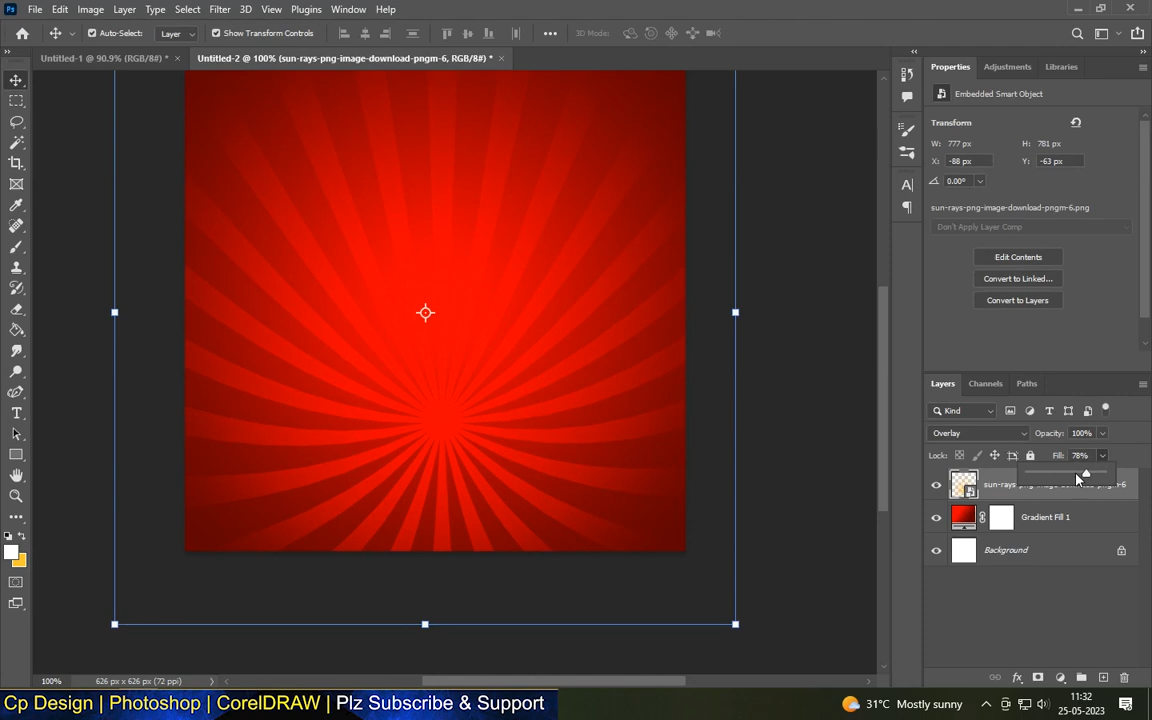 Ps File Edit Image Layer Type Select Filter 3D View Plugins Window Help
Auto-Select: Layer Show Transform Controls 3D Mode:
Untitled-1 @ 90.9% (RGB/8#) * × Untitled-2 @ 100% (sun-rays-png-image-download-pngm-6, RGB/8#) * ×
Properties Adjustments Libraries
Embedded Smart Object
Transform
W: 777 px H: 781 px
X: -88 px Y: -63 px
0.00°
sun-rays-png-image-download-pngm-6.png
Don't Apply Layer Comp
Edit Contents
Convert to Linked...
Convert to Layers
Layers Channels Paths
Kind
Overlay Opacity: 100%
Lock: Fill: 78%
Gradient Fill 1
Background
100% 626 px x 626 px (72 ppi)
Cp Design | Photoshop | CorelDRAW | Plz Subscribe & Support
31°C Mostly sunny
11:32
25-05-2023